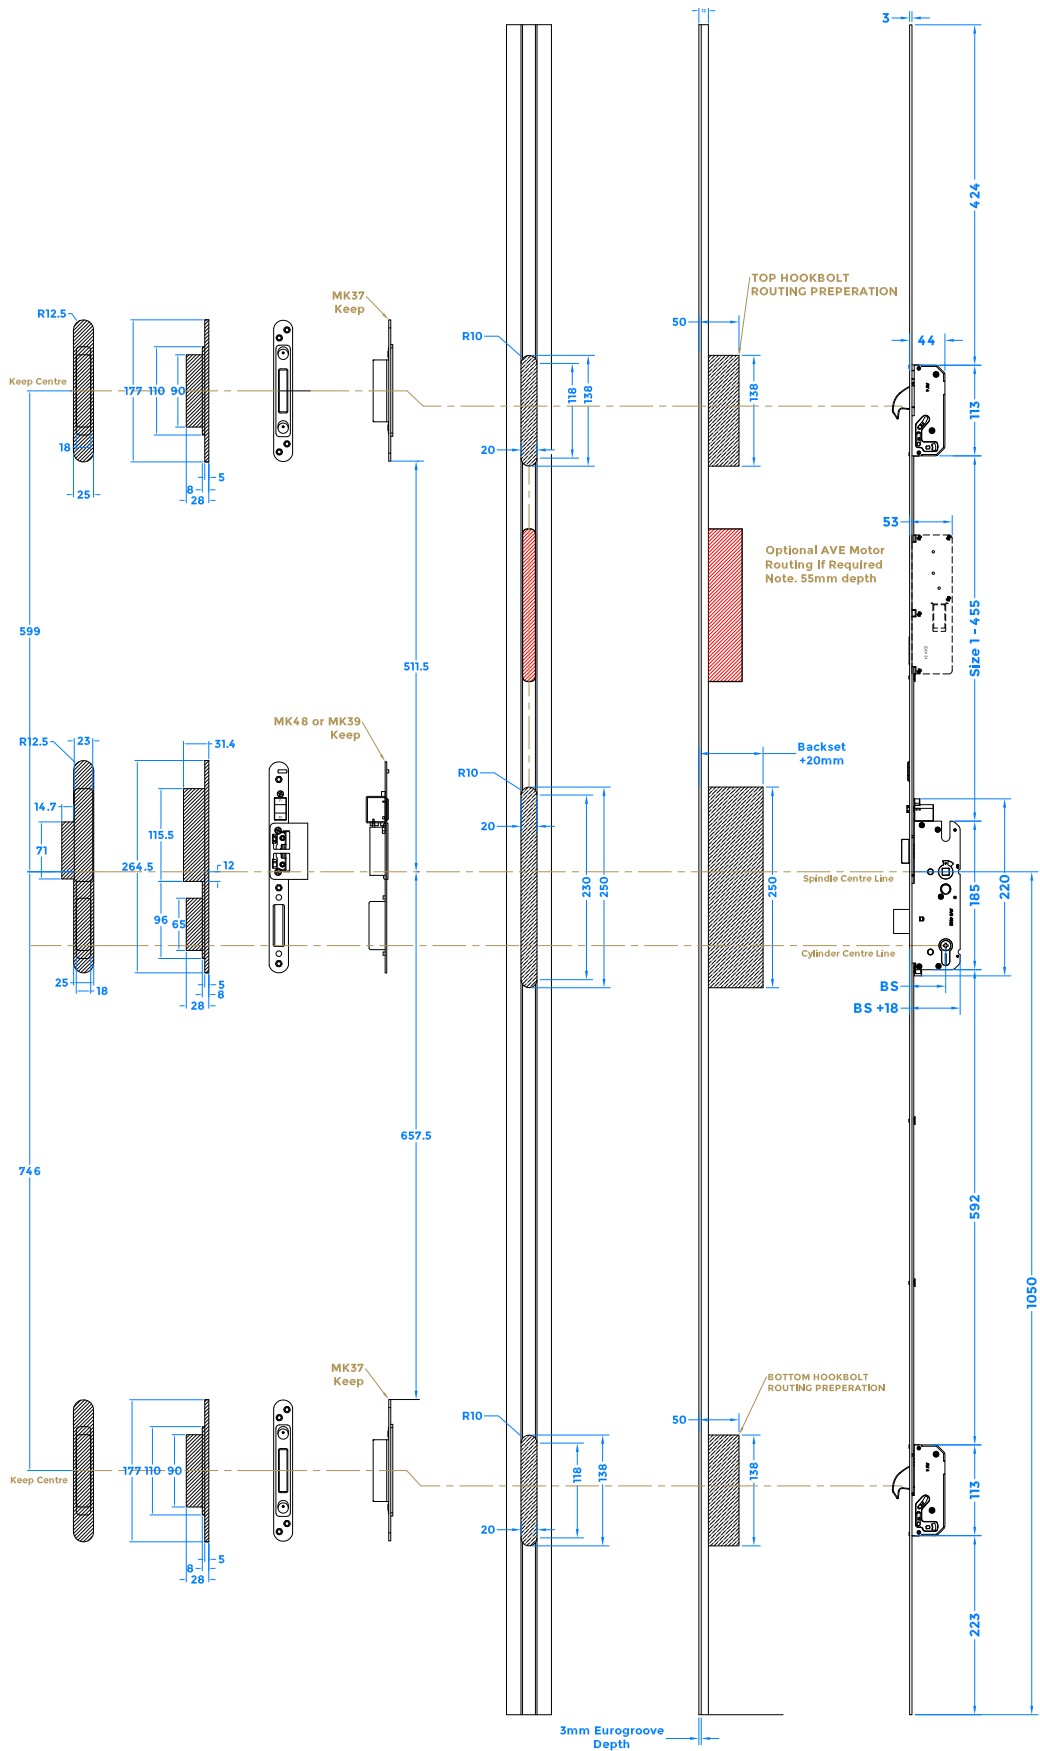 12
3
424
TOP HOOKBOLT
ROUTING PREPERATION
MK37
Keep
R12.5
50
R10
44
Keep Centre
177
110
90
118
138
138
113
18
20
25
5
8
28
53
Optional AVE Motor
Routing If Required
Note. 55mm depth
599
511.5
Size 1 - 455
MK48 or MK39
Keep
R12.5
23
31.4
Backset
+20mm
R10
14.7
115.5
20
71
264.5
12
230
250
250
Spindle Centre Line
220
185
96
65
Cylinder Centre Line
25
18
5
8
28
BS
BS +18
657.5
746
592
1050
MK37
Keep
BOTTOM HOOKBOLT
ROUTING PREPERATION
R10
50
Keep Centre
177
110
90
118
138
138
113
20
5
8
28
223
3mm Eurogroove
Depth